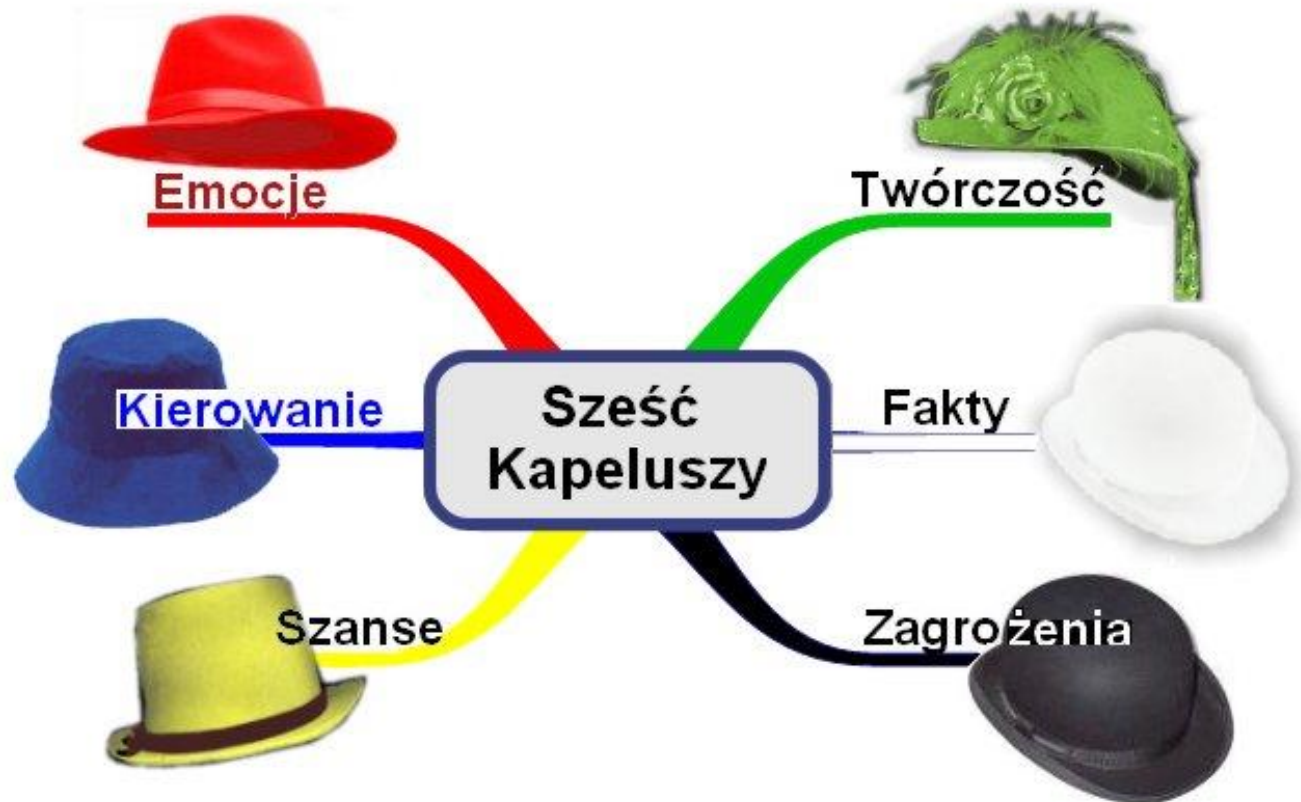 Emocje
Twórczość
Kierowanie
Sześć
Kapeluszy
Fakty
Szanse
Zagrożenia